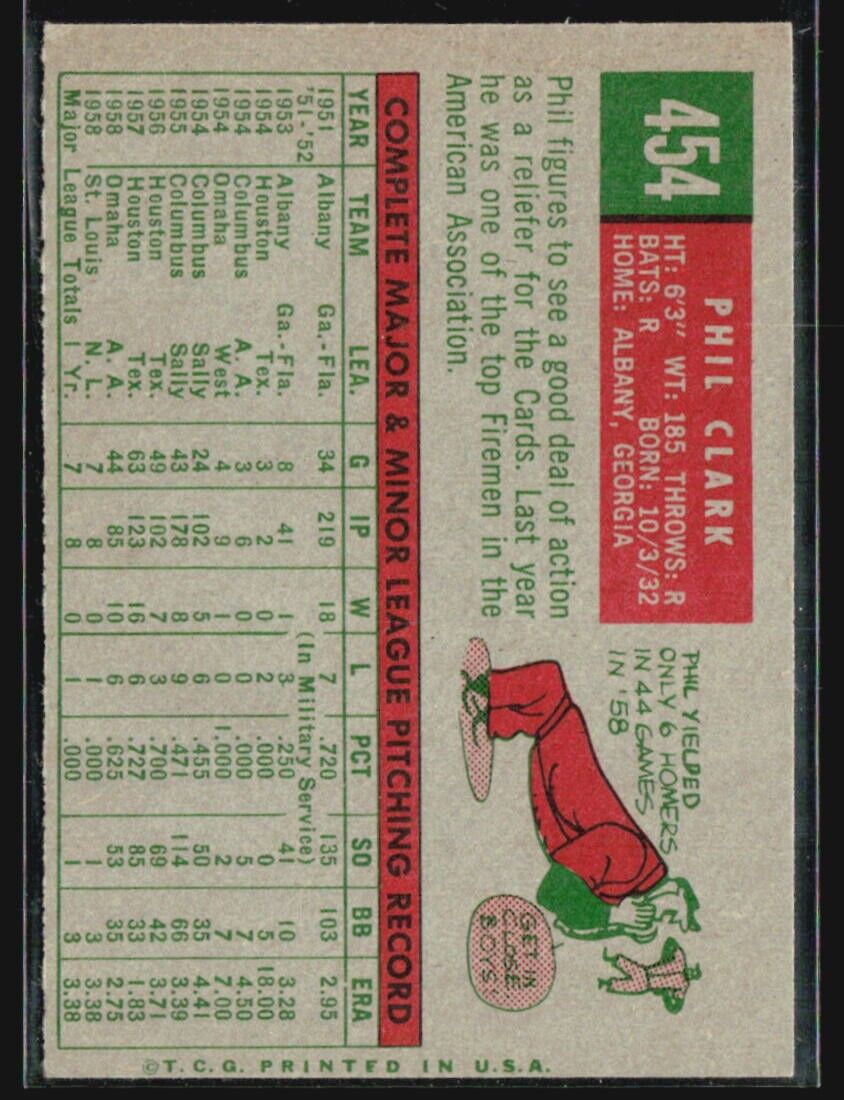 454
PHIL CLARK
HT: 6'3" WT: 185 THROWS: R
BATS: R BORN: 10/3/32
HOME: ALBANY, GEORGIA
Phil figures to see a good deal of action
as a reliefer for the Cards. Last year
he was one of the top Firemen in the
American Association.
PHIL YIELDED
ONLY 6 HOMERS
IN 44 GAMES
IN '58
GET IN
CLOSE
BOYS!
COMPLETE MAJOR & MINOR LEAGUE PITCHING RECORD
YEAR TEAM LEA. G IP W L PCT SO BB ERA
1951 Albany Ga.-Fla. 34 219 18 7 .720 135 103 2.95
'51-'52 (In Military Service)
1953 Albany Ga.-Fla. 8 41 1 3 .250 41 10 3.28
1954 Houston Tex. 3 2 0 2 .000 0 5 18.00
1954 Columbus A. A. 3 6 0 0 .000 5 7 4.50
1954 Omaha West 4 9 1 0 1.000 2 7 7.00
1954 Columbus Sally 24 102 5 6 .455 50 35 4.41
1955 Columbus Sally 43 178 8 9 .471 114 66 3.39
1956 Houston Tex. 49 102 7 3 .700 69 42 3.71
1957 Houston Tex. 63 123 16 6 .727 85 33 1.83
1958 Omaha A. A. 44 85 10 6 .625 53 35 2.75
1958 St. Louis N. L. 7 8 0 1 .000 1 3 3.38
Major League Totals 1 Yr. 7 8 0 1 .000 1 3 3.38
©T.C.G. PRINTED IN U.S.A.